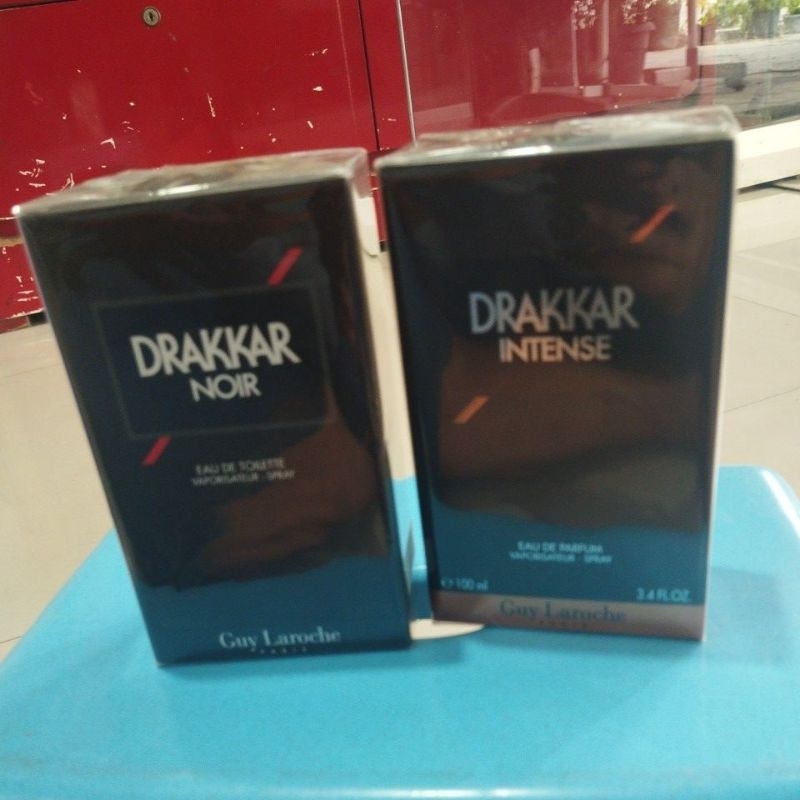 DRAKKAR
NOIR
EAU DE TOILETTE
VAPORISATEUR - SPRAY
Guy Laroche
PARIS
DRAKKAR
INTENSE
EAU DE PARFUM
VAPORISATEUR - SPRAY
℮ 100 ml
3.4 FL.OZ.
Guy Laroche
PARIS